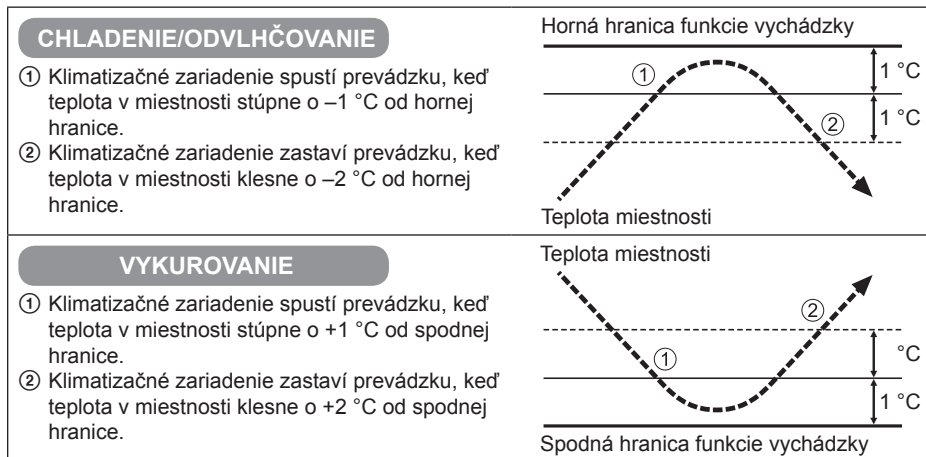 CHLADENIE/ODVLHČOVANIE
① Klimatizačné zariadenie spustí prevádzku, keď
teplota v miestnosti stúpne o –1 °C od hornej
hranice.
② Klimatizačné zariadenie zastaví prevádzku, keď
teplota v miestnosti klesne o –2 °C od hornej
hranice.
Horná hranica funkcie vychádzky
①
1 °C
1 °C
②
Teplota miestnosti
VYKUROVANIE
① Klimatizačné zariadenie spustí prevádzku, keď
teplota v miestnosti stúpne o +1 °C od spodnej
hranice.
② Klimatizačné zariadenie zastaví prevádzku, keď
teplota v miestnosti klesne o +2 °C od spodnej
hranice.
Teplota miestnosti
②
①
°C
1 °C
Spodná hranica funkcie vychádzky